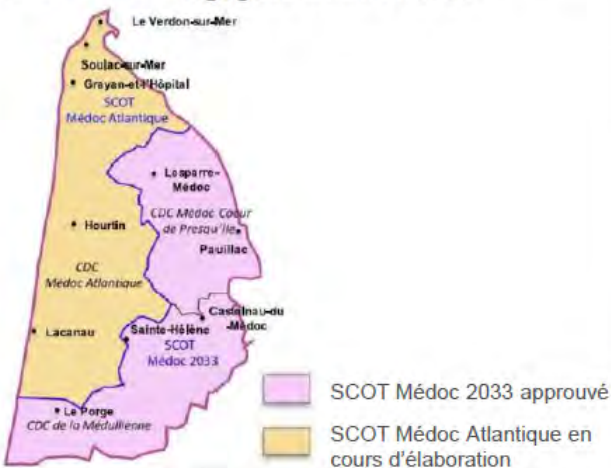 Le Verdon-sur-Mer
Soulac-sur-Mer
Grayan-et-l'Hôpital
SCOT
Médoc Atlantique
Lesparre-
Médoc
CDC Médoc Coeur
de Presqu'île
Hourtin
Pauillac
CDC
Médoc Atlantique
Castelnau-du
-Médoc
Lacanau
Sainte-Hélène
SCOT
Médoc 2033
Le Porge
CDC de la Médullienne
SCOT Médoc 2033 approuvé
SCOT Médoc Atlantique en
cours d'élaboration